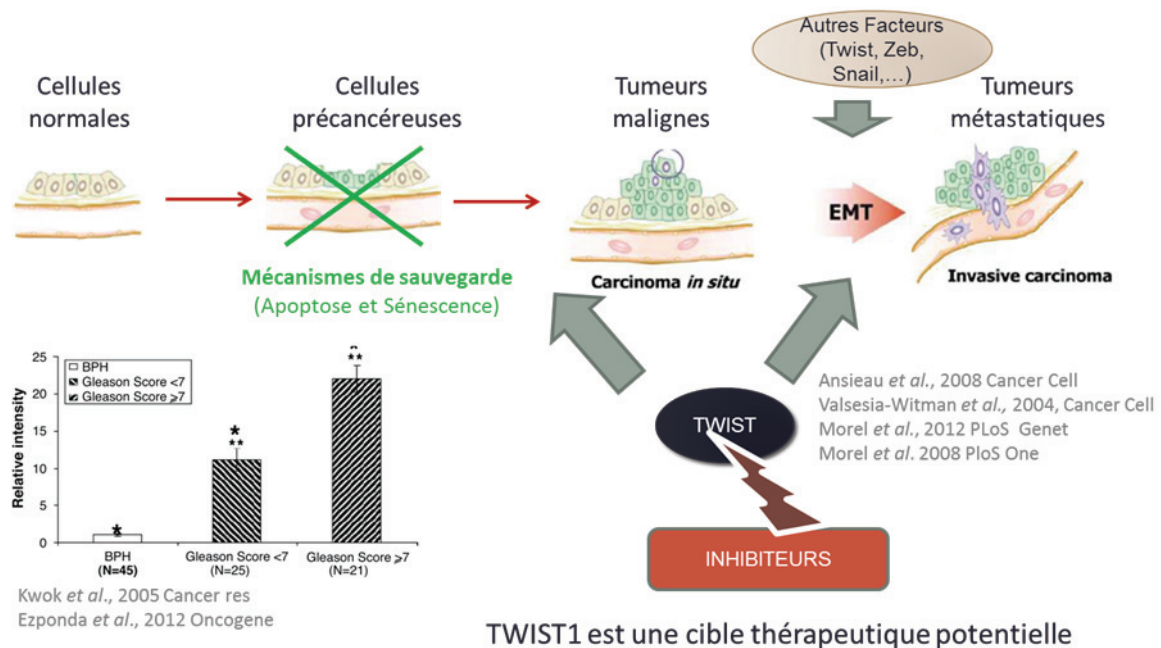 Autres Facteurs
(Twist, Zeb,
Snail,...)
Cellules
normales
Cellules
précancéreuses
Tumeurs
malignes
Tumeurs
métastatiques
EMT
Mécanismes de sauvegarde
(Apoptose et Sénescence)
Carcinoma in situ
Invasive carcinoma
25
20
15
10
5
0
Relative intensity
BPH
Gleason Score <7
Gleason Score ⩾7
*
*
**
**
BPH
(N=45)
Gleason Score <7
(N=25)
Gleason Score ⩾7
(N=21)
Kwok et al., 2005 Cancer res
Ezponda et al., 2012 Oncogene
TWIST
Ansieau et al., 2008 Cancer Cell
Valsesia-Witman et al., 2004, Cancer Cell
Morel et al., 2012 PLoS Genet
Morel et al. 2008 PloS One
INHIBITEURS
TWIST1 est une cible thérapeutique potentielle